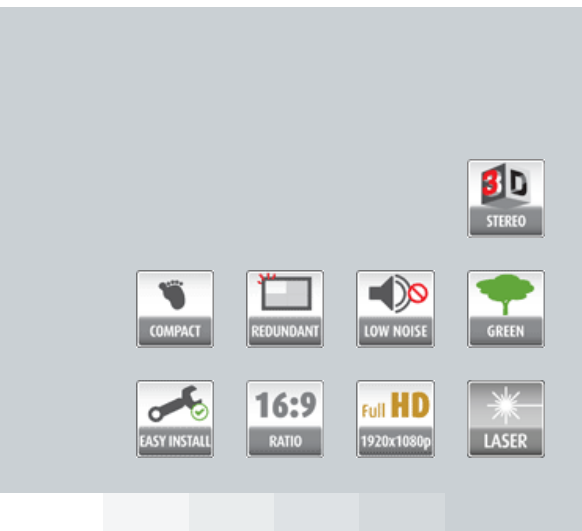 3D
STEREO
COMPACT
REDUNDANT
LOW NOISE
GREEN
EASY INSTALL
16:9
RATIO
Full HD
1920x1080p
LASER